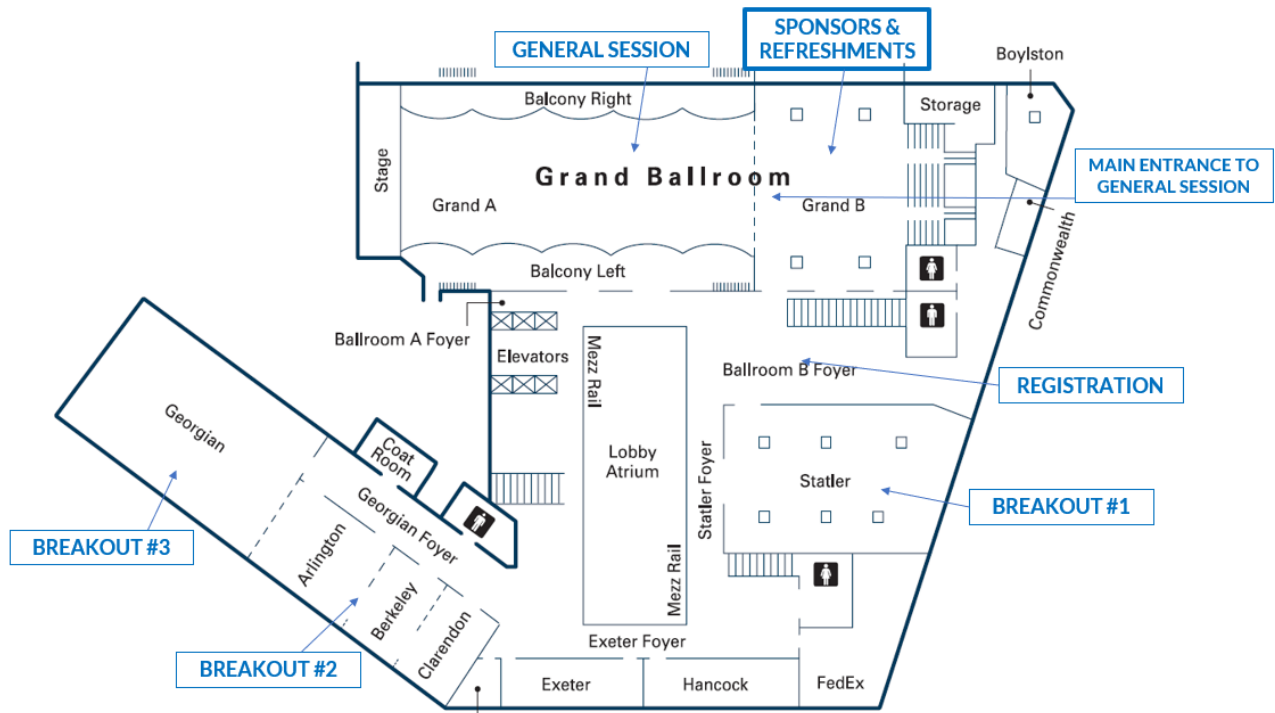 SPONSORS &
REFRESHMENTS
GENERAL SESSION
Boylston
Balcony Right
Storage
Stage
MAIN ENTRANCE TO
GENERAL SESSION
Grand Ballroom
Grand A
Grand B
Balcony Left
Commonwealth
Ballroom A Foyer
Elevators
Mezz Rail
Ballroom B Foyer
REGISTRATION
Georgian
Coat
Room
Lobby
Atrium
Statler Foyer
Statler
BREAKOUT #1
Georgian Foyer
BREAKOUT #3
Arlington
Berkeley
Clarendon
Mezz Rail
Exeter Foyer
BREAKOUT #2
Exeter
Hancock
FedEx